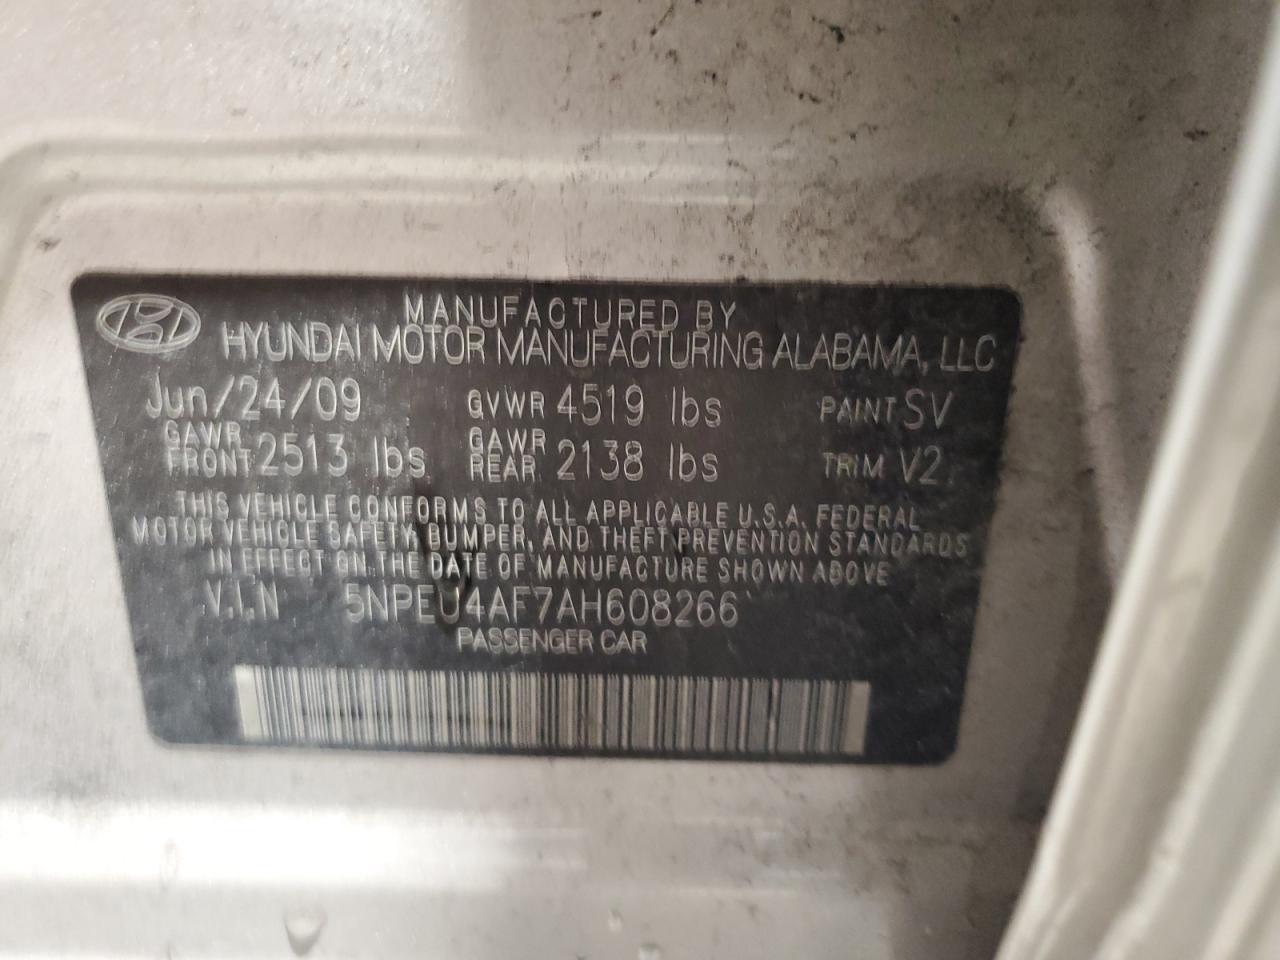 MANUFACTURED BY
HYUNDAI MOTOR MANUFACTURING ALABAMA, LLC
Jun/24/09 GVWR 4519 lbs PAINT SV
GAWR FRONT 2513 lbs GAWR REAR 2138 lbs TRIM V2
THIS VEHICLE CONFORMS TO ALL APPLICABLE U.S.A. FEDERAL
MOTOR VEHICLE SAFETY, BUMPER, AND THEFT PREVENTION STANDARDS
IN EFFECT ON THE DATE OF MANUFACTURE SHOWN ABOVE
V.I.N 5NPEU4AF7AH608266
PASSENGER CAR